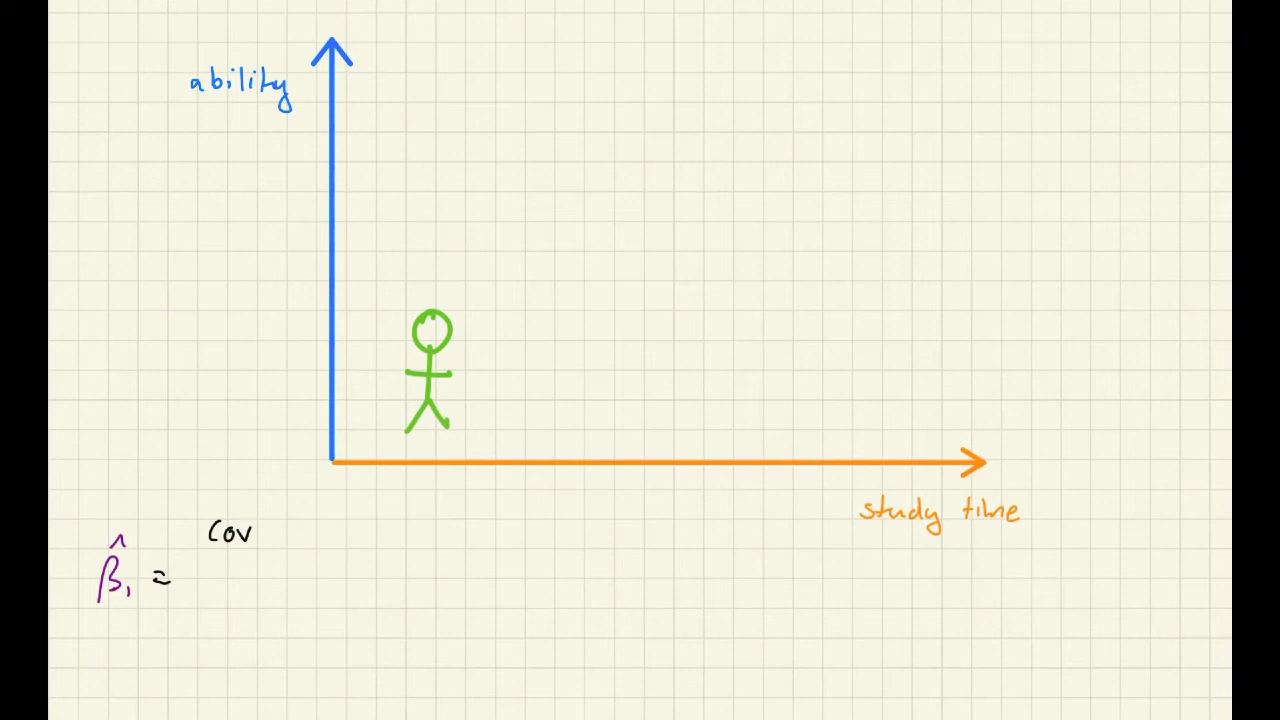 ability
study time
Cov
β̂₁ =